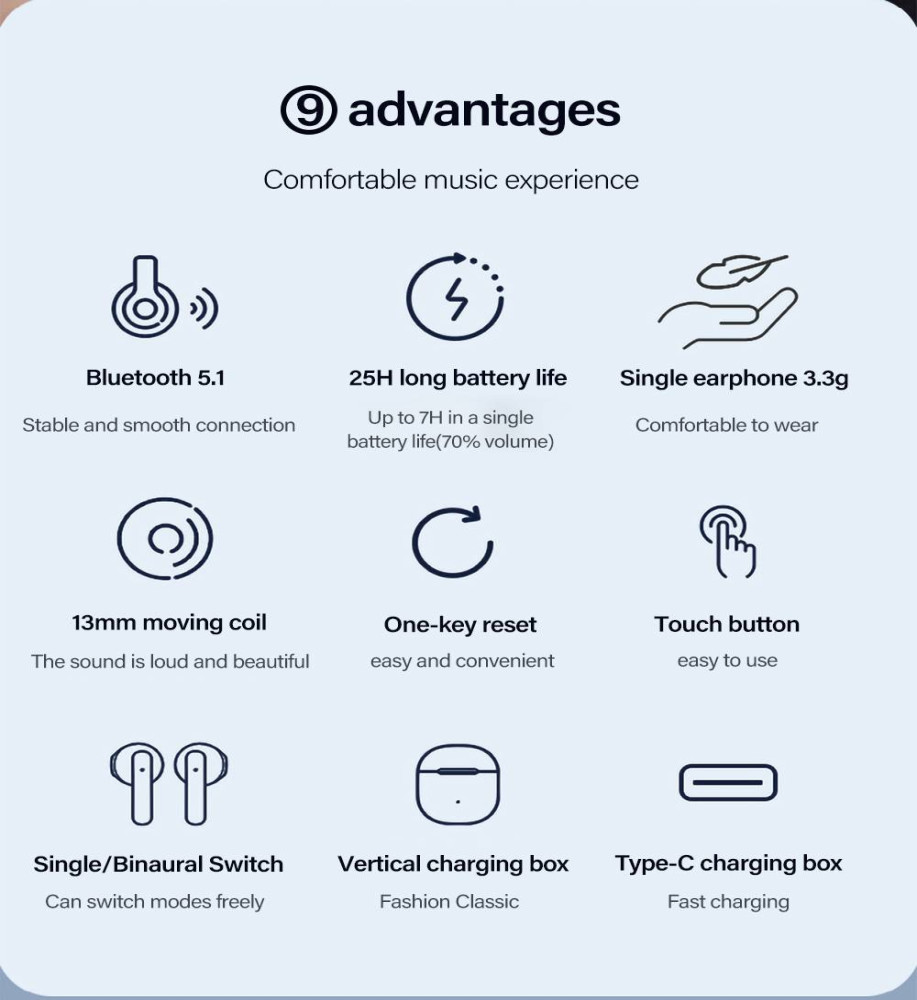 ⑨ advantages
Comfortable music experience
Bluetooth 5.1
Stable and smooth connection
25H long battery life
Up to 7H in a single
battery life(70% volume)
Single earphone 3.3g
Comfortable to wear
13mm moving coil
The sound is loud and beautiful
One-key reset
easy and convenient
Touch button
easy to use
Single/Binaural Switch
Can switch modes freely
Vertical charging box
Fashion Classic
Type-C charging box
Fast charging